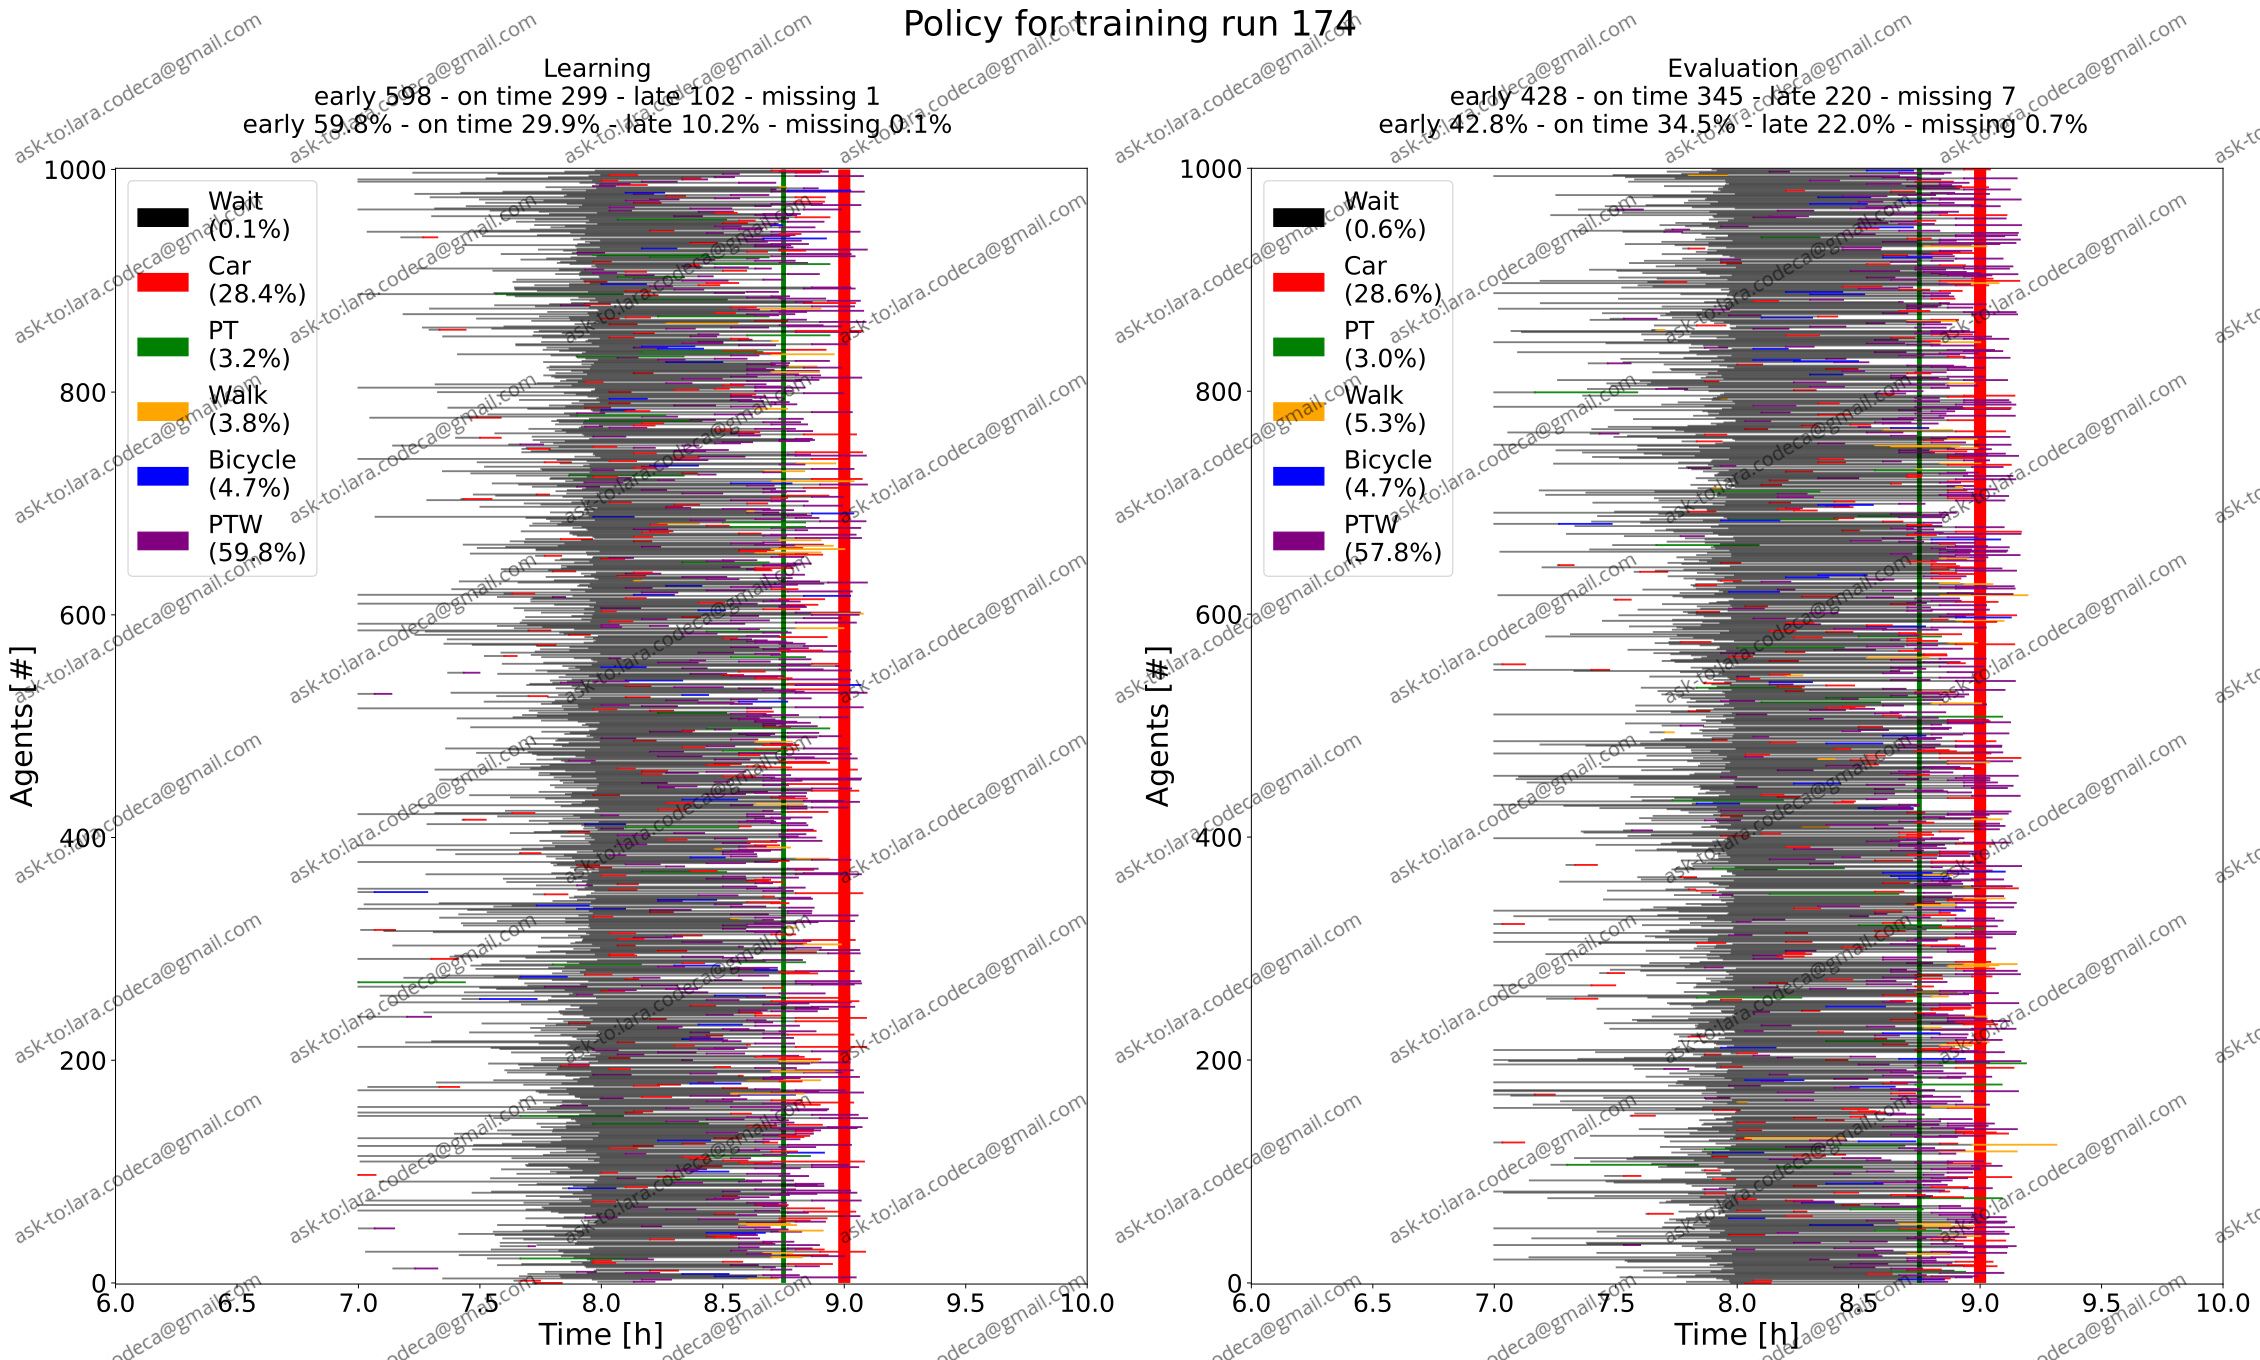 Policy for training run 174
Learning
early 598 - on time 299 - late 102 - missing 1
early 59.8% - on time 29.9% - late 10.2% - missing 0.1%
1000
800
600
400
200
0
Agents [#]
Wait
(0.1%)
Car
(28.4%)
PT
(3.2%)
Walk
(3.8%)
Bicycle
(4.7%)
PTW
(59.8%)
6.0 6.5 7.0 7.5 8.0 8.5 9.0 9.5 10.0
Time [h]
Evaluation
early 428 - on time 345 - late 220 - missing 7
early 42.8% - on time 34.5% - late 22.0% - missing 0.7%
1000
800
600
400
200
0
Agents [#]
Wait
(0.6%)
Car
(28.6%)
PT
(3.0%)
Walk
(5.3%)
Bicycle
(4.7%)
PTW
(57.8%)
6.0 6.5 7.0 7.5 8.0 8.5 9.0 9.5 10.0
Time [h]
ask-to:lara.codeca@gmail.com